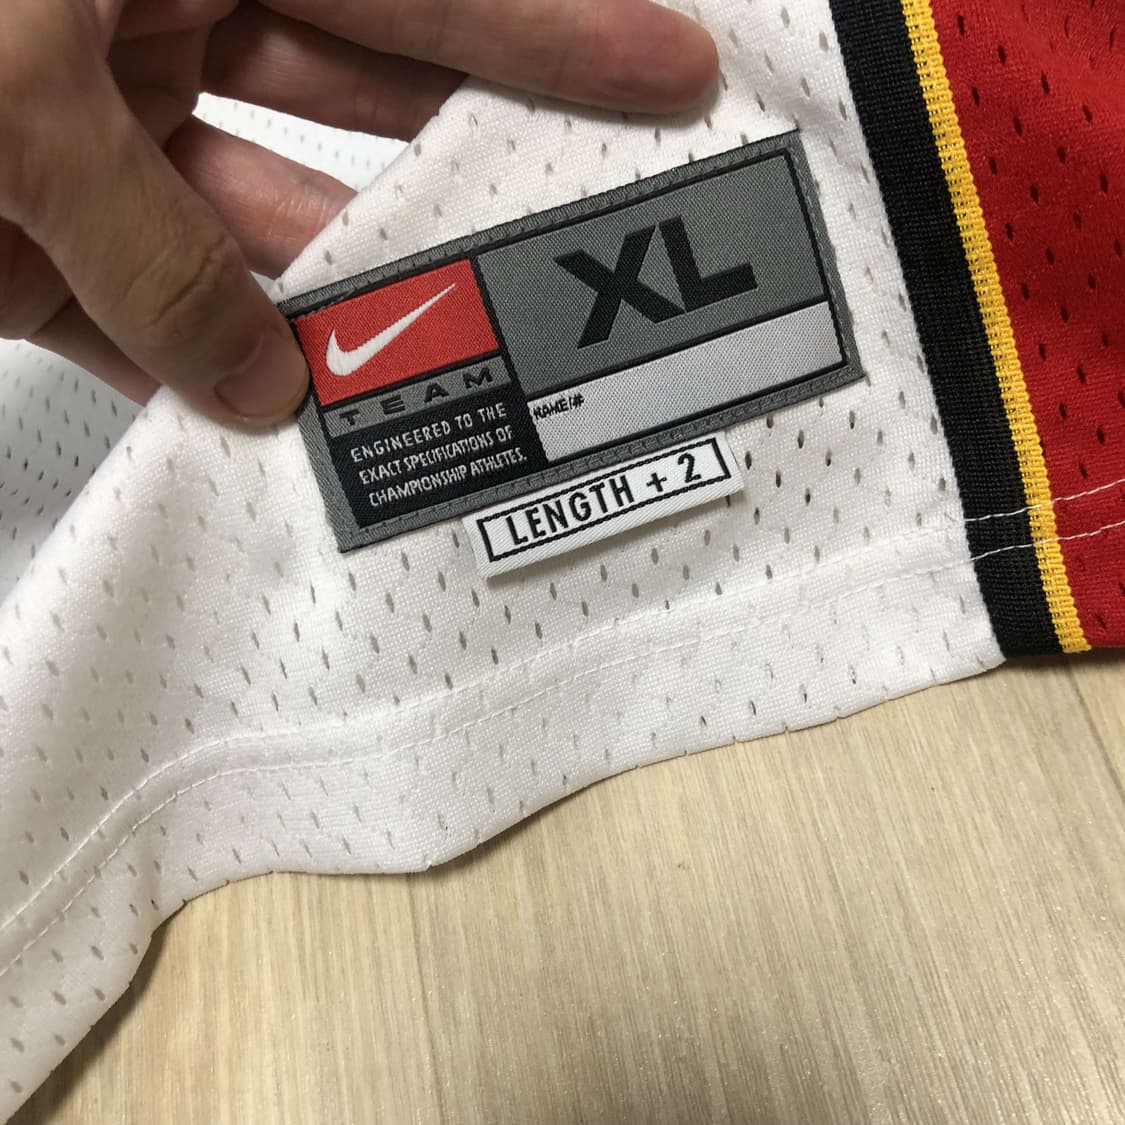 XL
TEAM
ENGINEERED TO THE
EXACT SPECIFICATIONS OF
CHAMPIONSHIP ATHLETES.
NAME/#
LENGTH + 2